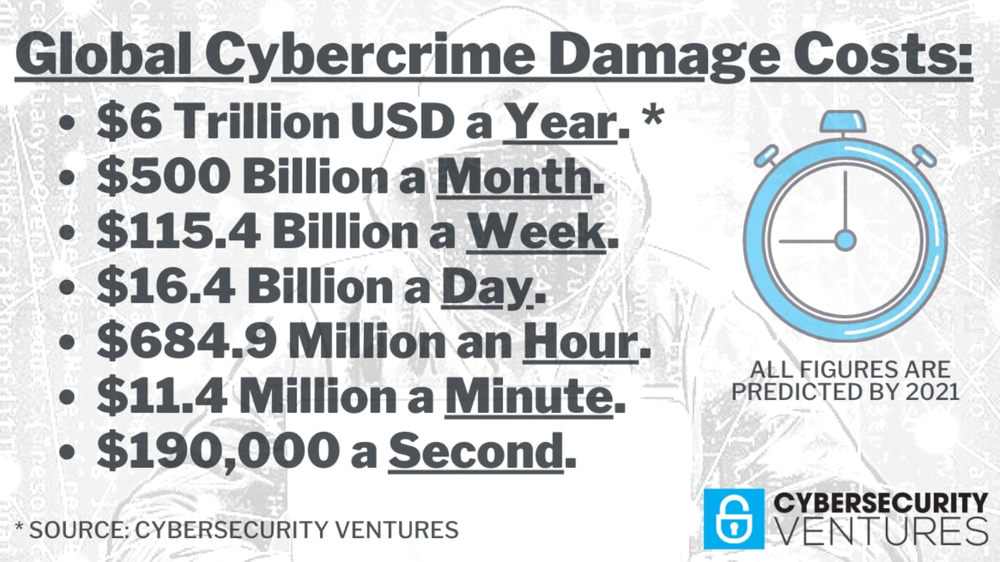 Global Cybercrime Damage Costs:
• $6 Trillion USD a Year. *
• $500 Billion a Month.
• $115.4 Billion a Week.
• $16.4 Billion a Day.
• $684.9 Million an Hour.
• $11.4 Million a Minute.
• $190,000 a Second.
ALL FIGURES ARE
PREDICTED BY 2021
* SOURCE: CYBERSECURITY VENTURES
CYBERSECURITY
VENTURES